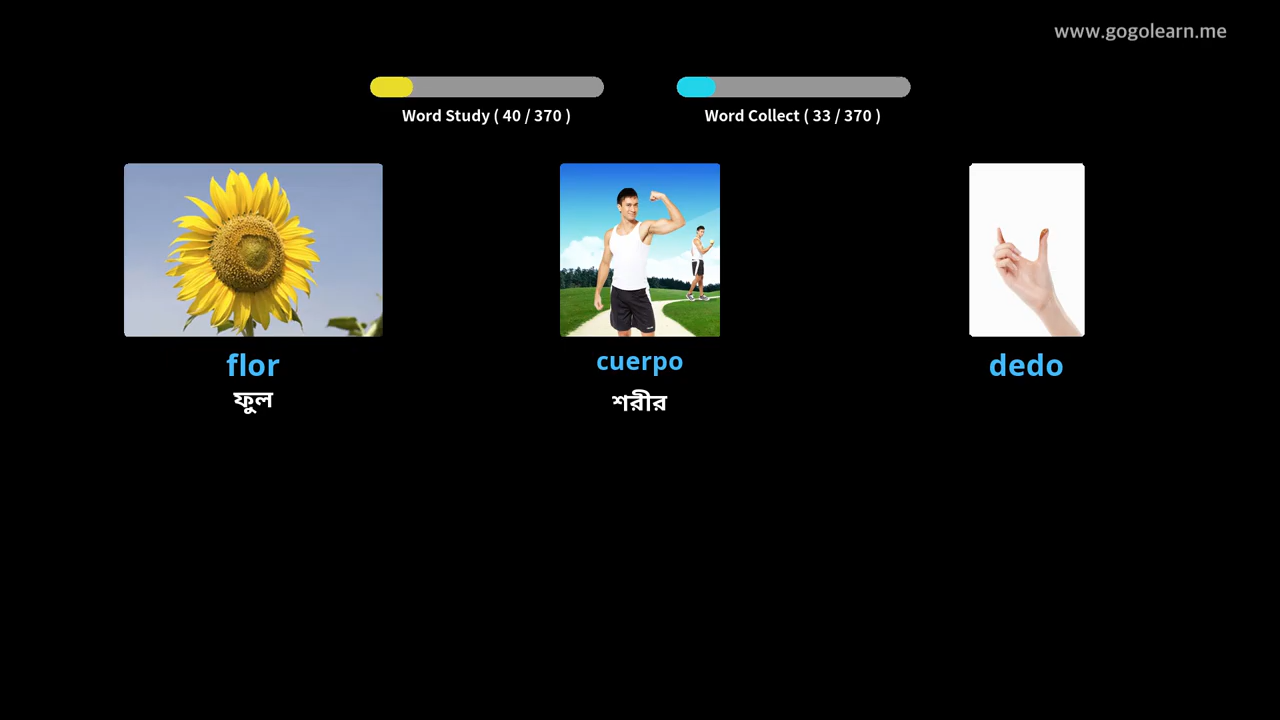 www.gogolearn.me
Word Study ( 40 / 370 )
Word Collect ( 33 / 370 )
flor
ফুল
cuerpo
শরীর
dedo